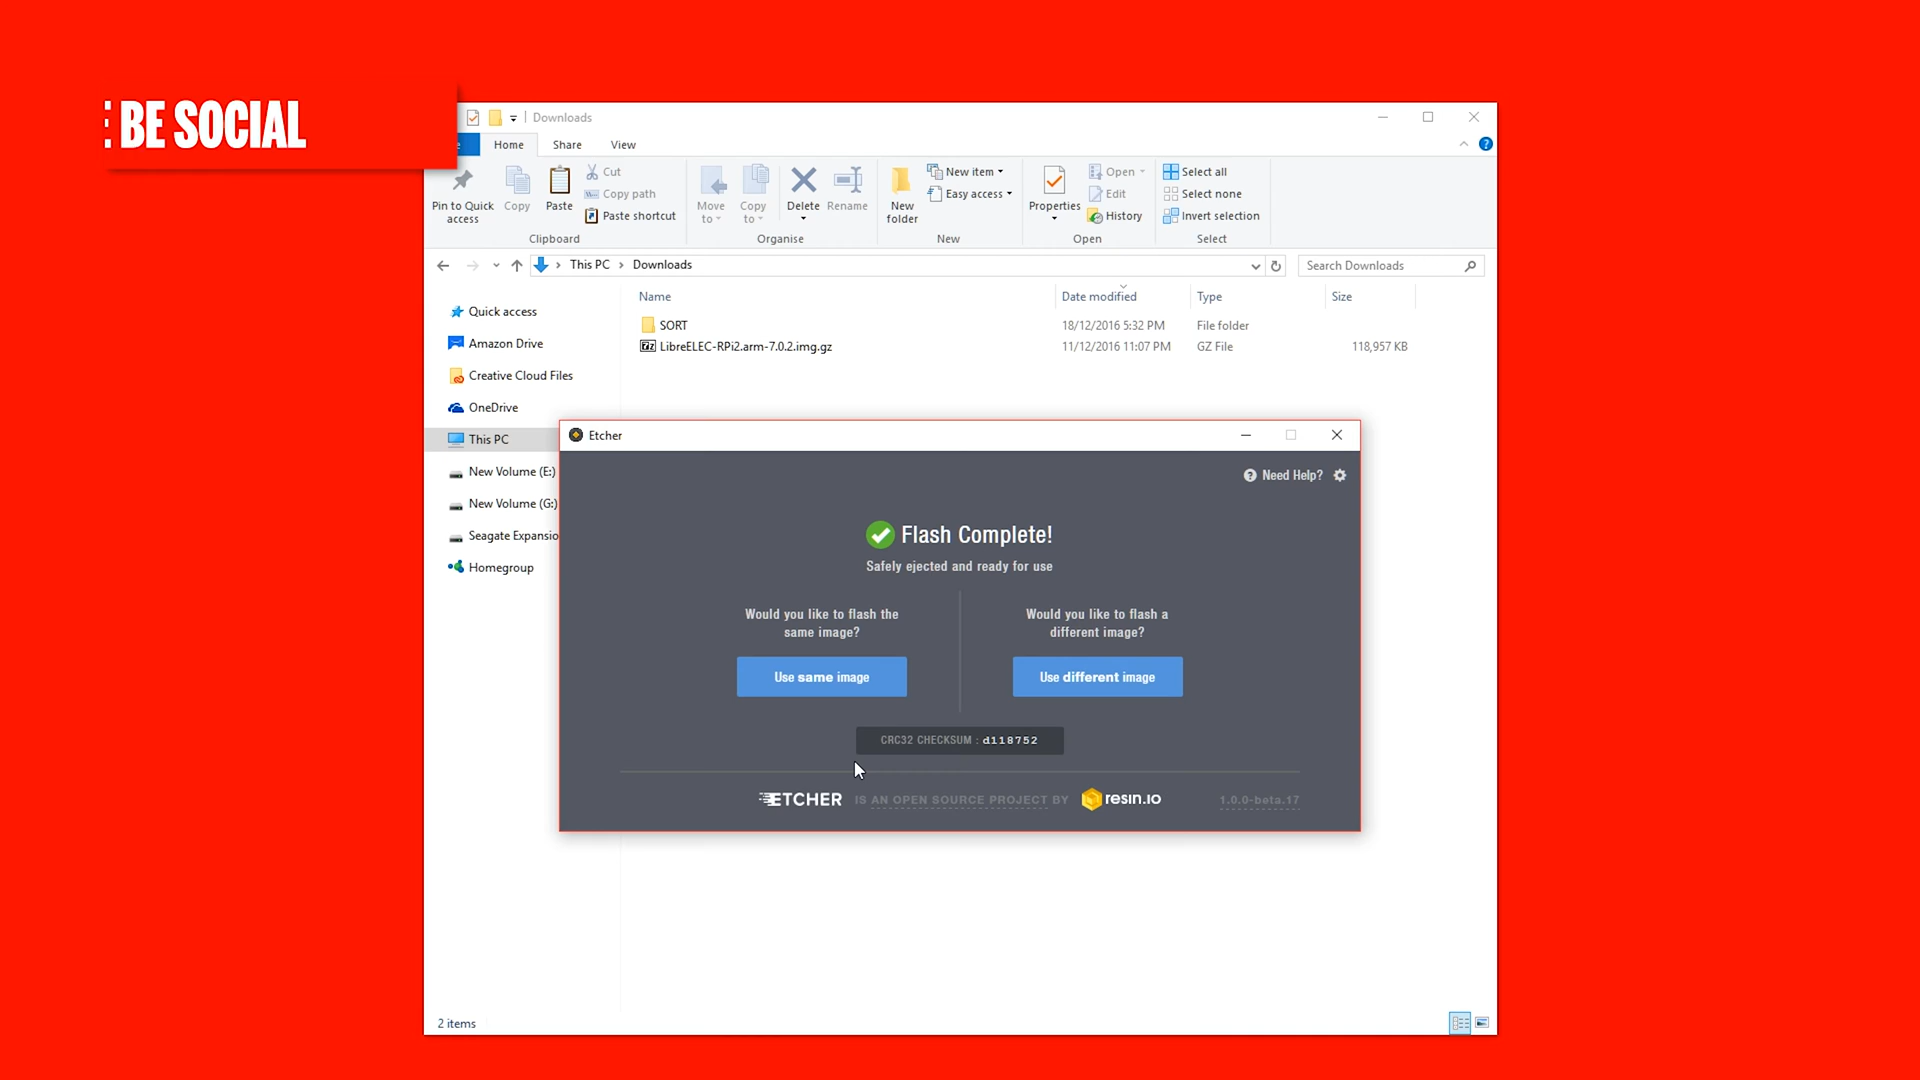 BE SOCIAL
Downloads
Home Share View
Pin to Quick access
Copy
Paste
Cut
Copy path
Paste shortcut
Clipboard
Move to
Copy to
Delete
Rename
Organise
New folder
New item
Easy access
New
Properties
Open
Edit
History
Open
Select all
Select none
Invert selection
Select
This PC > Downloads
Search Downloads
Name Date modified Type Size
SORT 18/12/2016 5:32 PM File folder
LibreELEC-RPi2.arm-7.0.2.img.gz 11/12/2016 11:07 PM GZ File 118,957 KB
Quick access
Amazon Drive
Creative Cloud Files
OneDrive
This PC
New Volume (E:)
New Volume (G:)
Seagate Expansio
Homegroup
Etcher
Need Help?
Flash Complete!
Safely ejected and ready for use
Would you like to flash the
same image?
Use same image
Would you like to flash a
different image?
Use different image
CRC32 CHECKSUM : d118752
ETCHER IS AN OPEN SOURCE PROJECT BY resin.io 1.0.0-beta.17
2 items